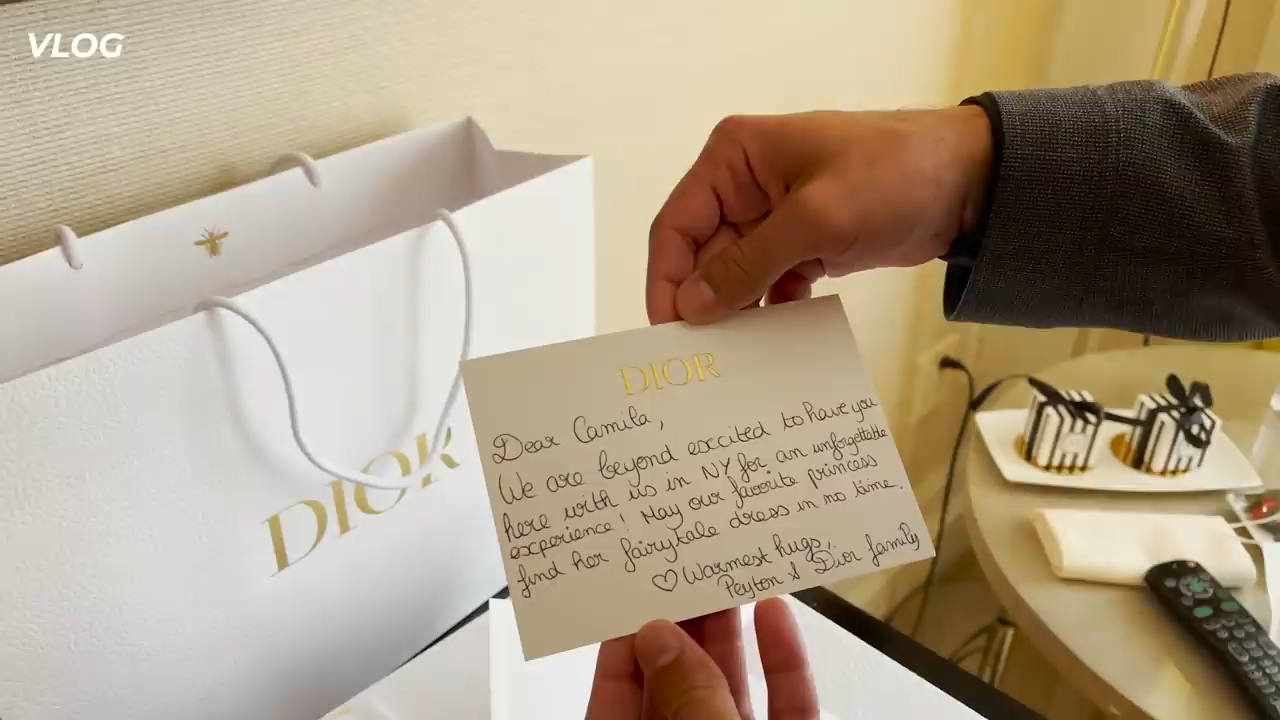 VLOG
DIOR
DIOR
Dear Camila,
We are beyond excited to have you
here with us in NY for an unforgettable
experience! May our favorite princess
find her fairytale dress in no time.
♡ Warmest hugs,
Peyton & Dior family